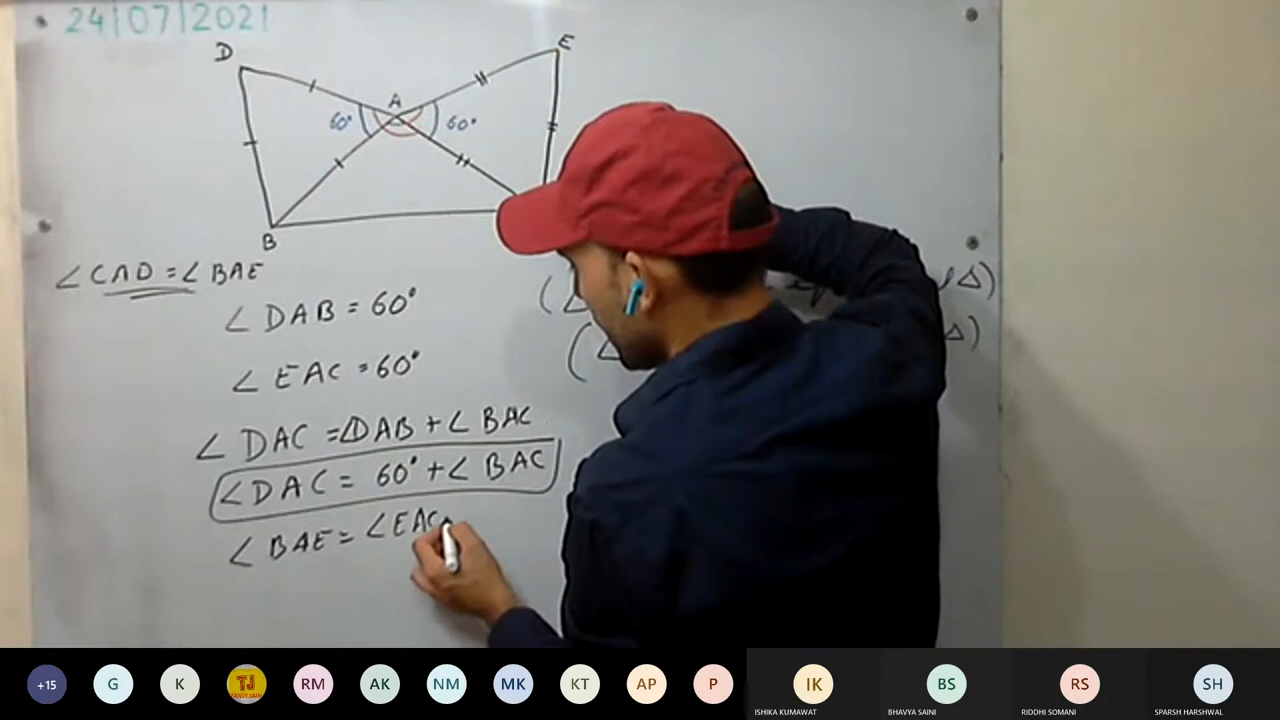 24/07/2021
D
E
A
60°
60°
B
∠CAD = ∠BAE
∠DAB = 60°
∠EAC = 60°
∠DAC = ∠DAB + ∠BAC
∠DAC = 60° + ∠BAC
∠BAE = ∠EAC
+15
G
K
TJ
RM
AK
NM
MK
KT
AP
P
IK
BS
RS
SH
ISHIKA KUMAWAT
BHAVYA SAINI
RIDDHI SOMANI
SPARSH HARSHWAL